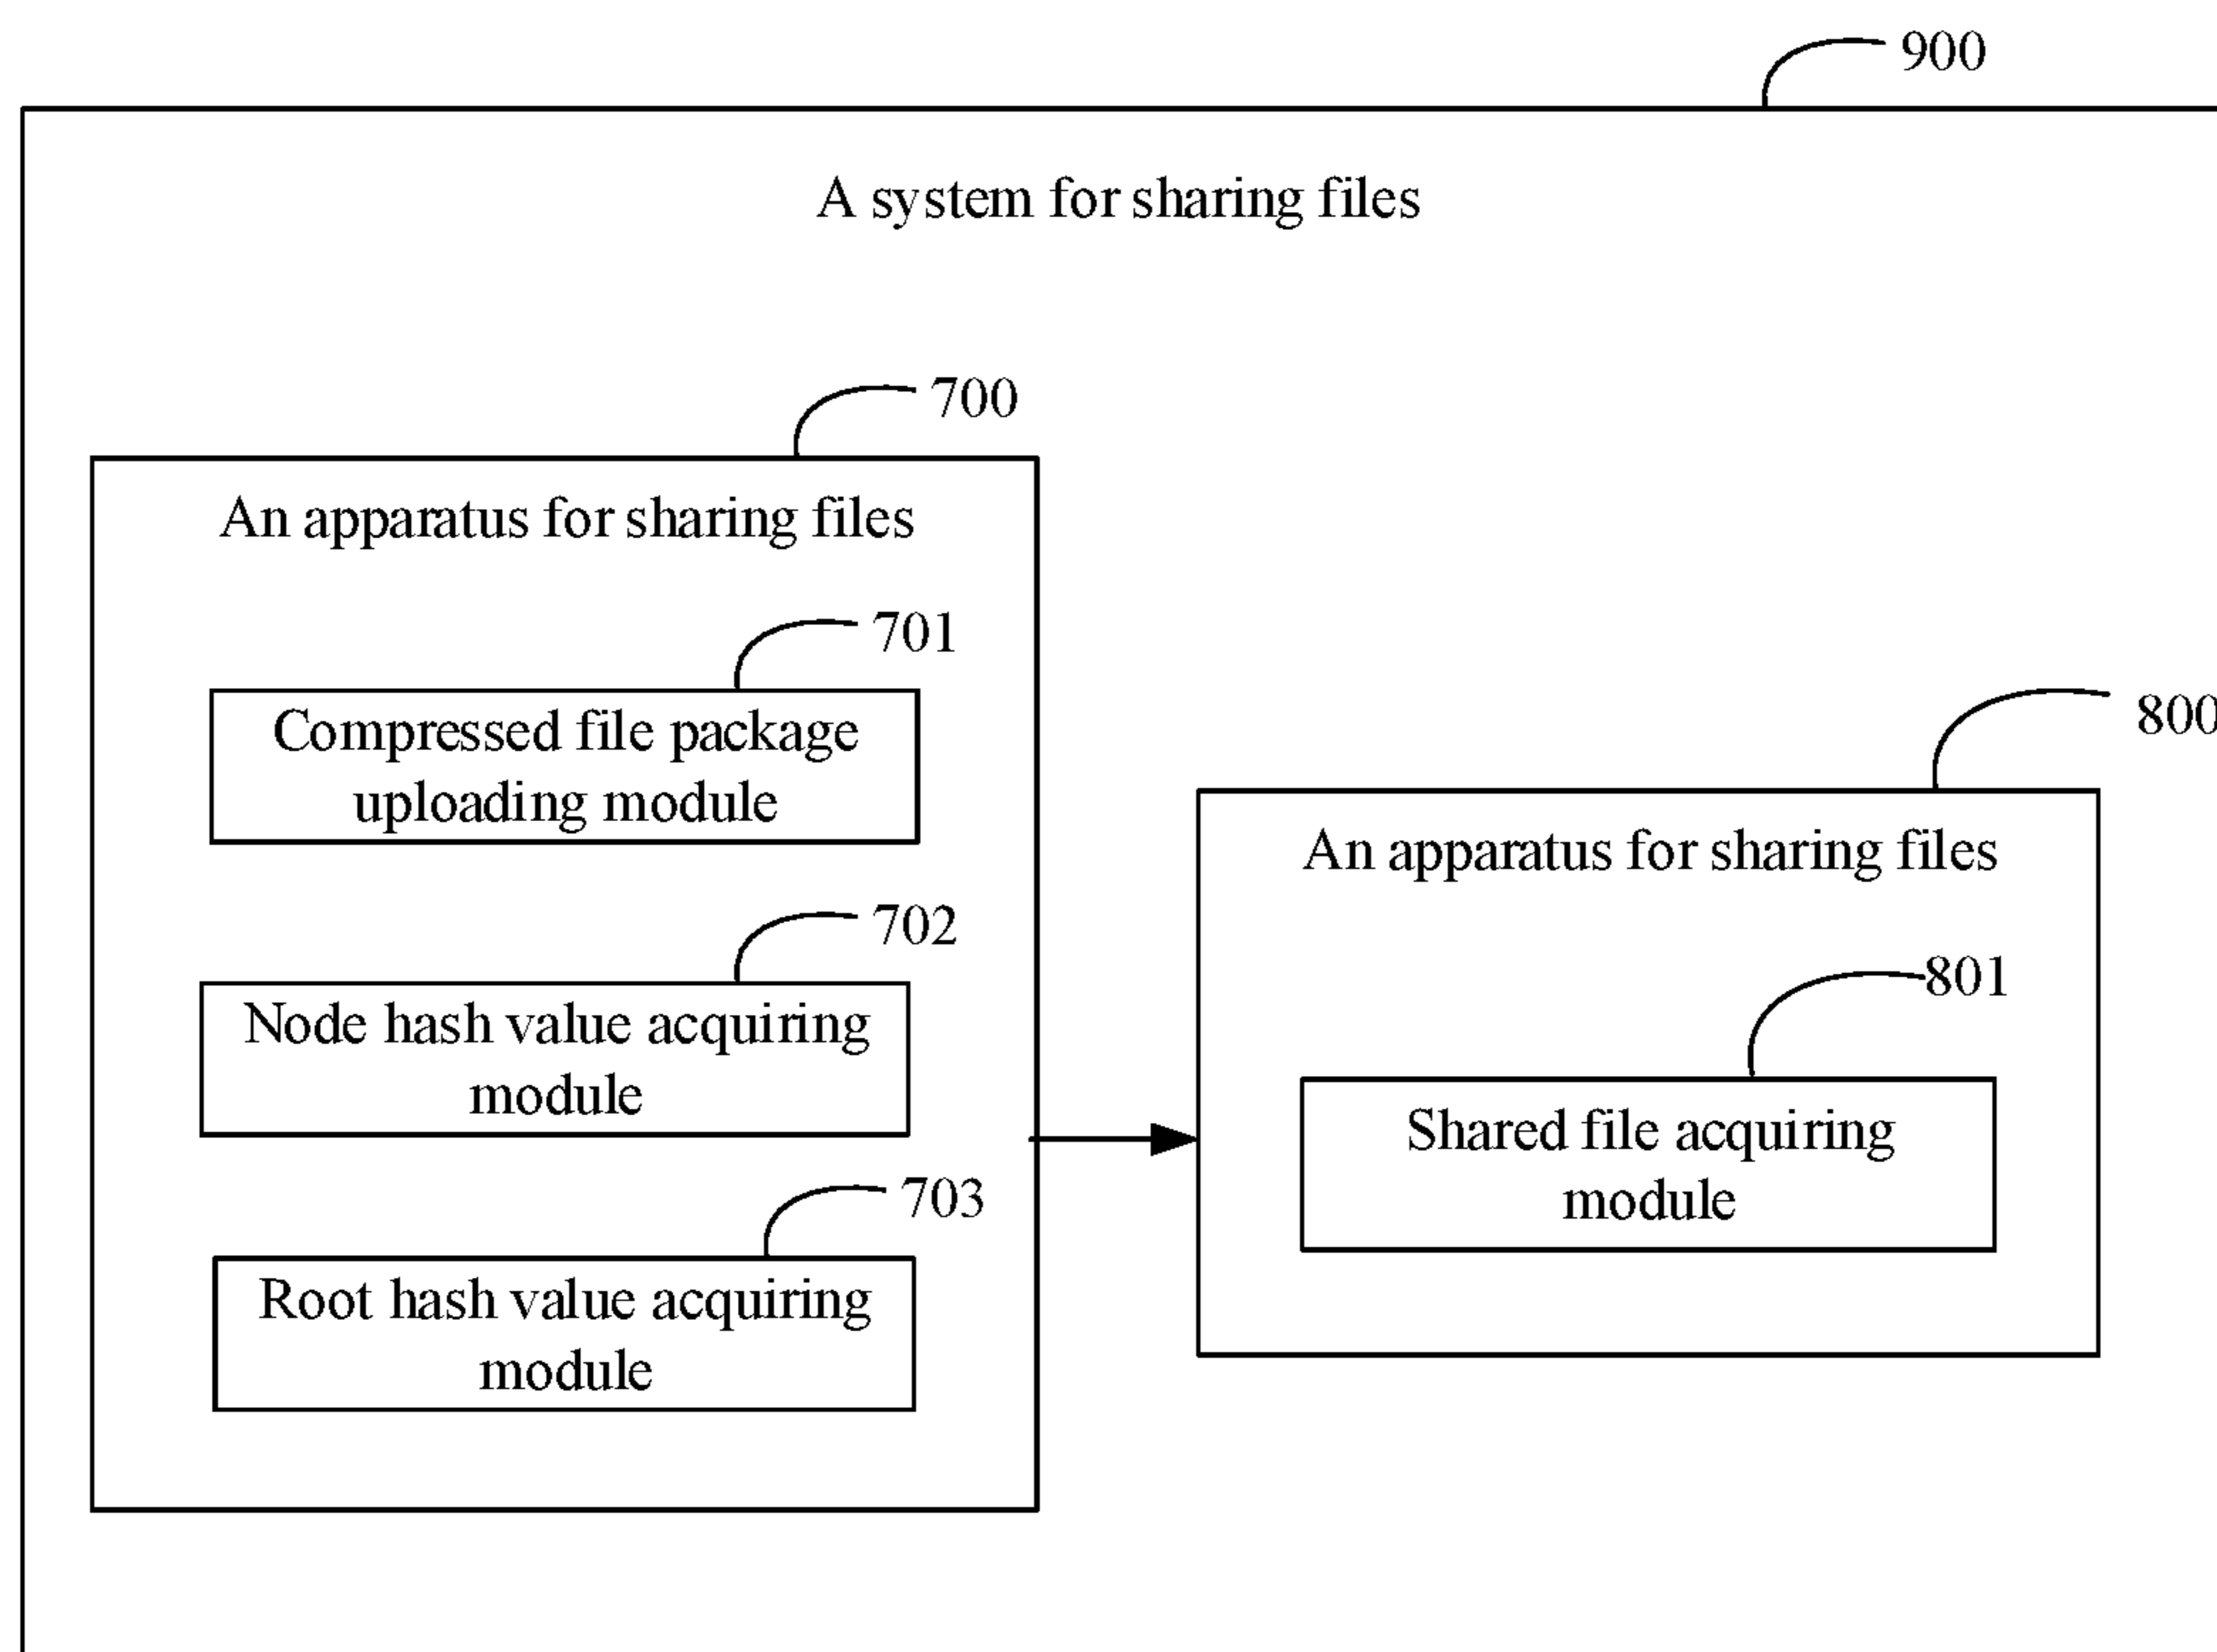 900
A system for sharing files
700
An apparatus for sharing files
701
Compressed file package
uploading module
702
Node hash value acquiring
module
703
Root hash value acquiring
module
800
An apparatus for sharing files
801
Shared file acquiring
module